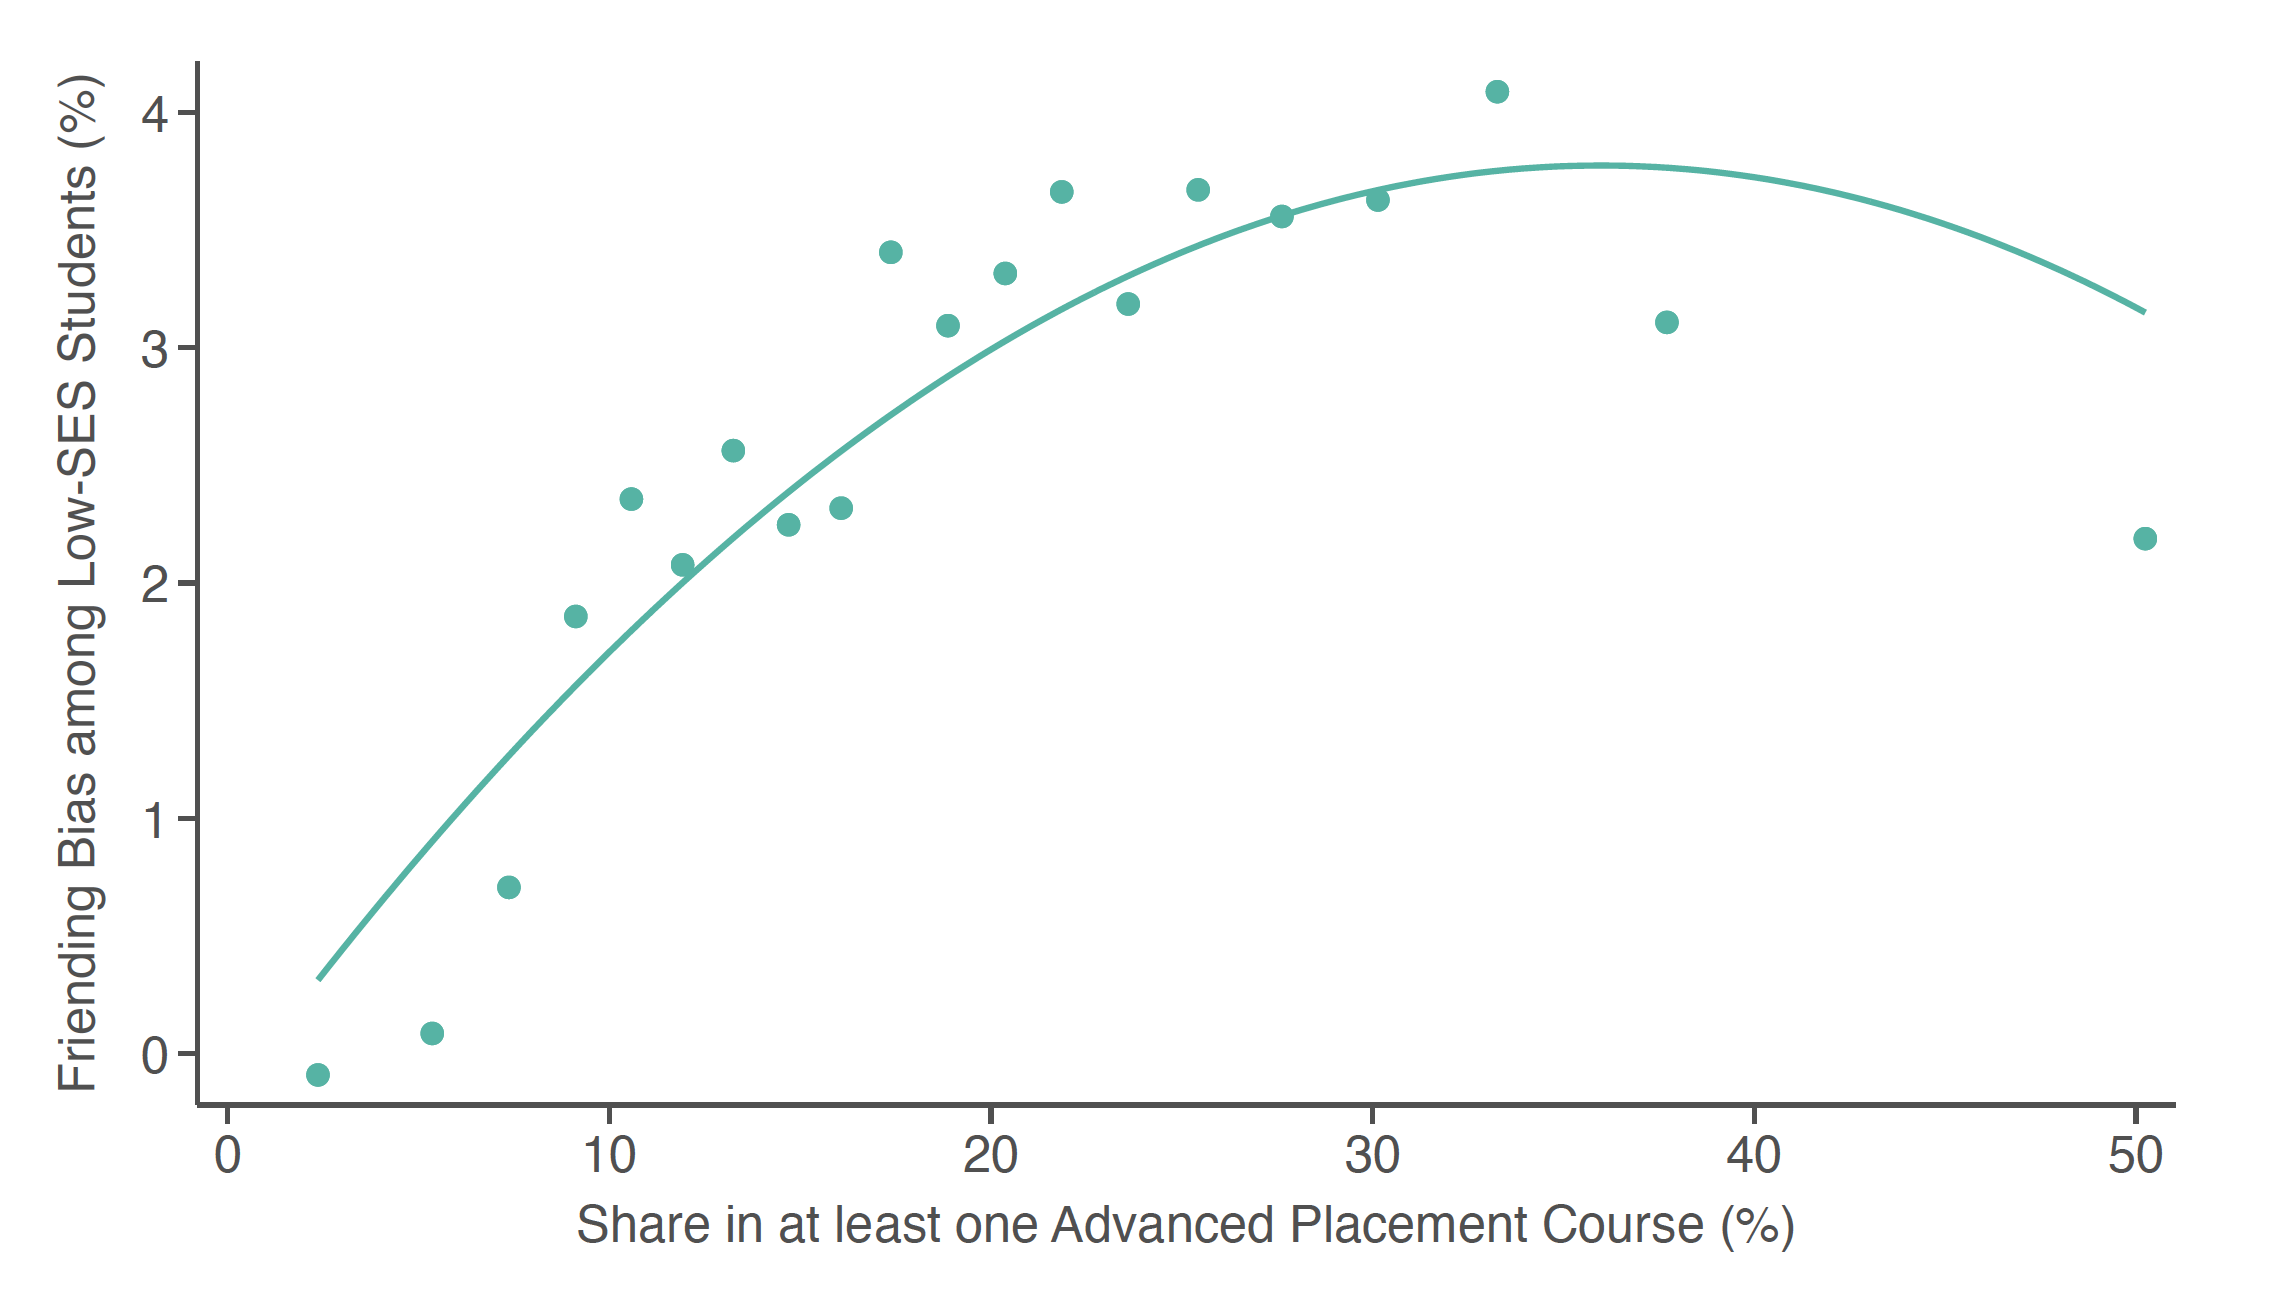 Friending Bias among Low-SES Students (%)
4
3
2
1
0
0 10 20 30 40 50
Share in at least one Advanced Placement Course (%)